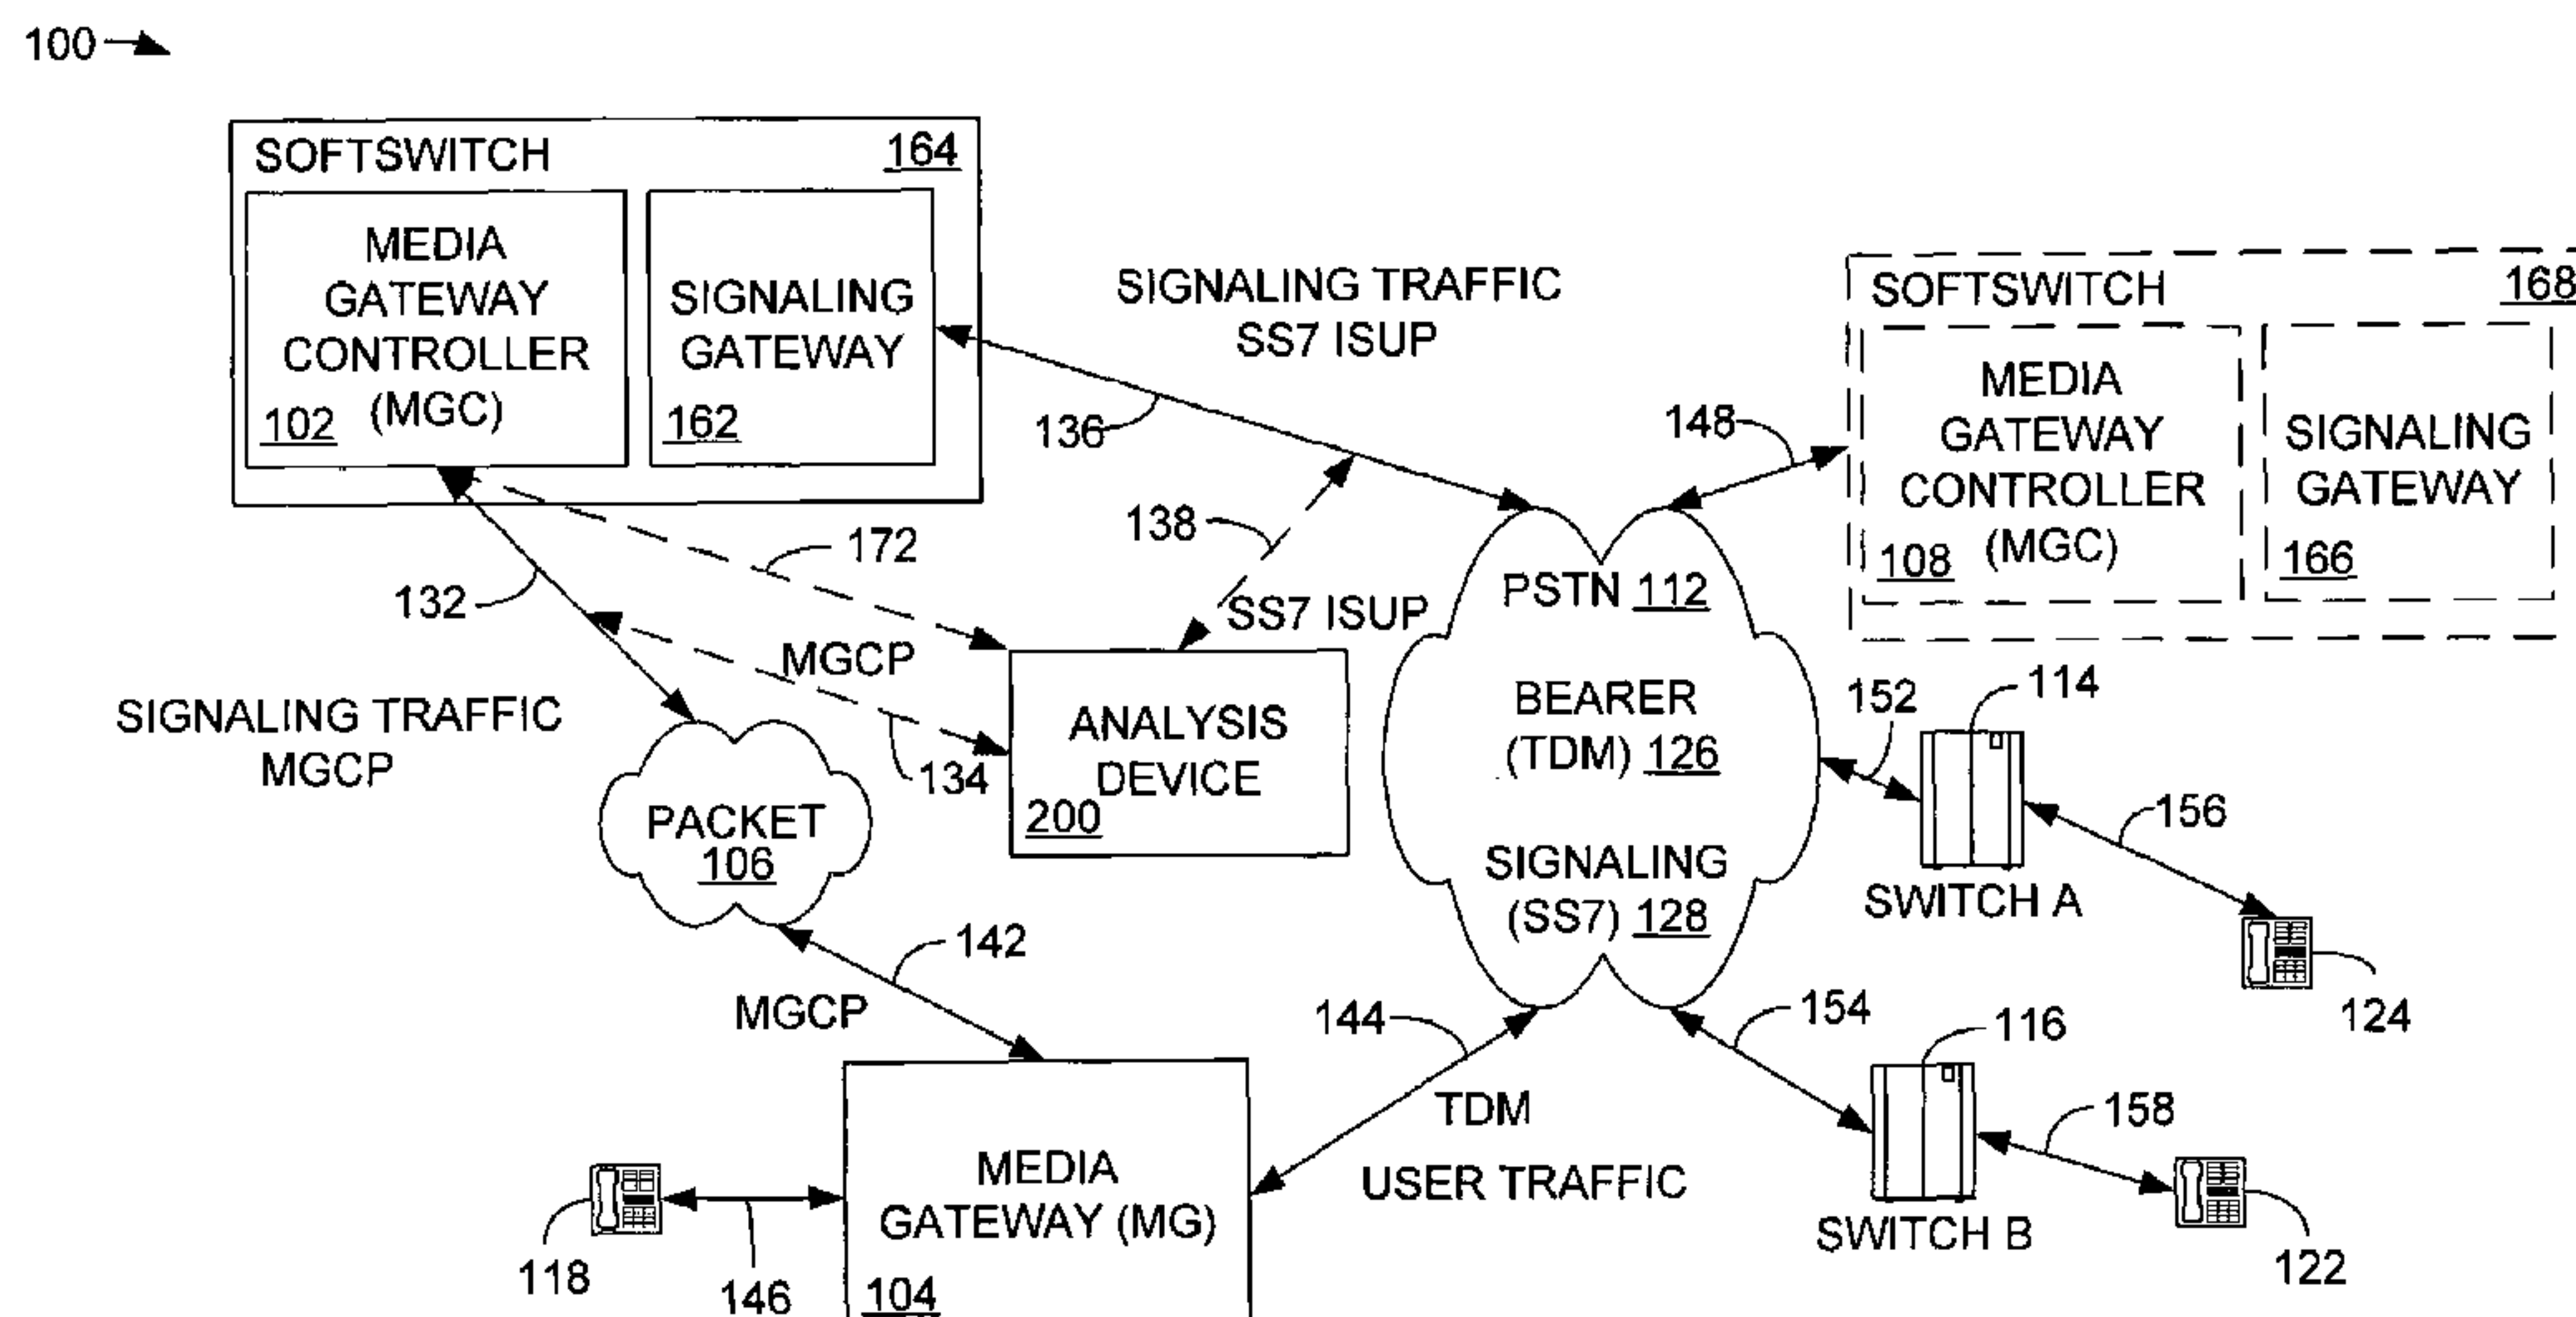 100
SOFTSWITCH 164
MEDIA
GATEWAY
CONTROLLER
(MGC)
102
SIGNALING
GATEWAY
162
SIGNALING TRAFFIC
SS7 ISUP
136
148
SOFTSWITCH 168
MEDIA
GATEWAY
CONTROLLER
(MGC)
108
SIGNALING
GATEWAY
166
138
172
132
SS7 ISUP
MGCP
134
SIGNALING TRAFFIC
MGCP
ANALYSIS
DEVICE
200
PSTN 112
BEARER
(TDM) 126
SIGNALING
(SS7) 128
PACKET
106
152
114
156
SWITCH A
124
142
MGCP
144
154
116
TDM
USER TRAFFIC
158
SWITCH B
122
MEDIA
GATEWAY (MG)
104
118
146